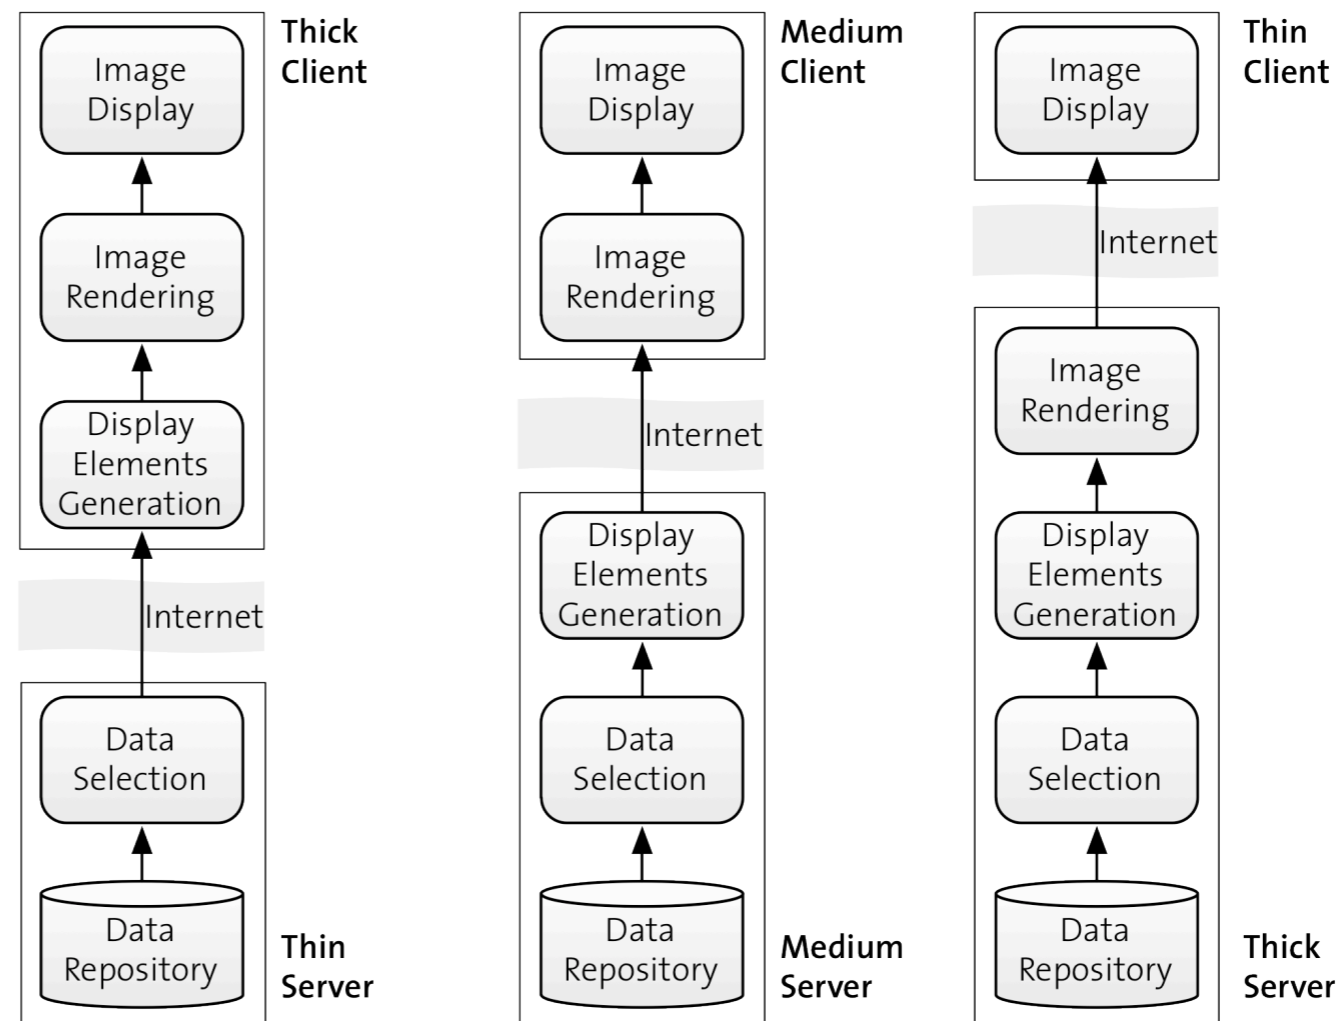 Thick
Client
Image
Display
Image
Rendering
Display
Elements
Generation
Internet
Data
Selection
Data
Repository
Thin
Server
Medium
Client
Image
Display
Image
Rendering
Internet
Display
Elements
Generation
Data
Selection
Data
Repository
Medium
Server
Thin
Client
Image
Display
Internet
Image
Rendering
Display
Elements
Generation
Data
Selection
Data
Repository
Thick
Server